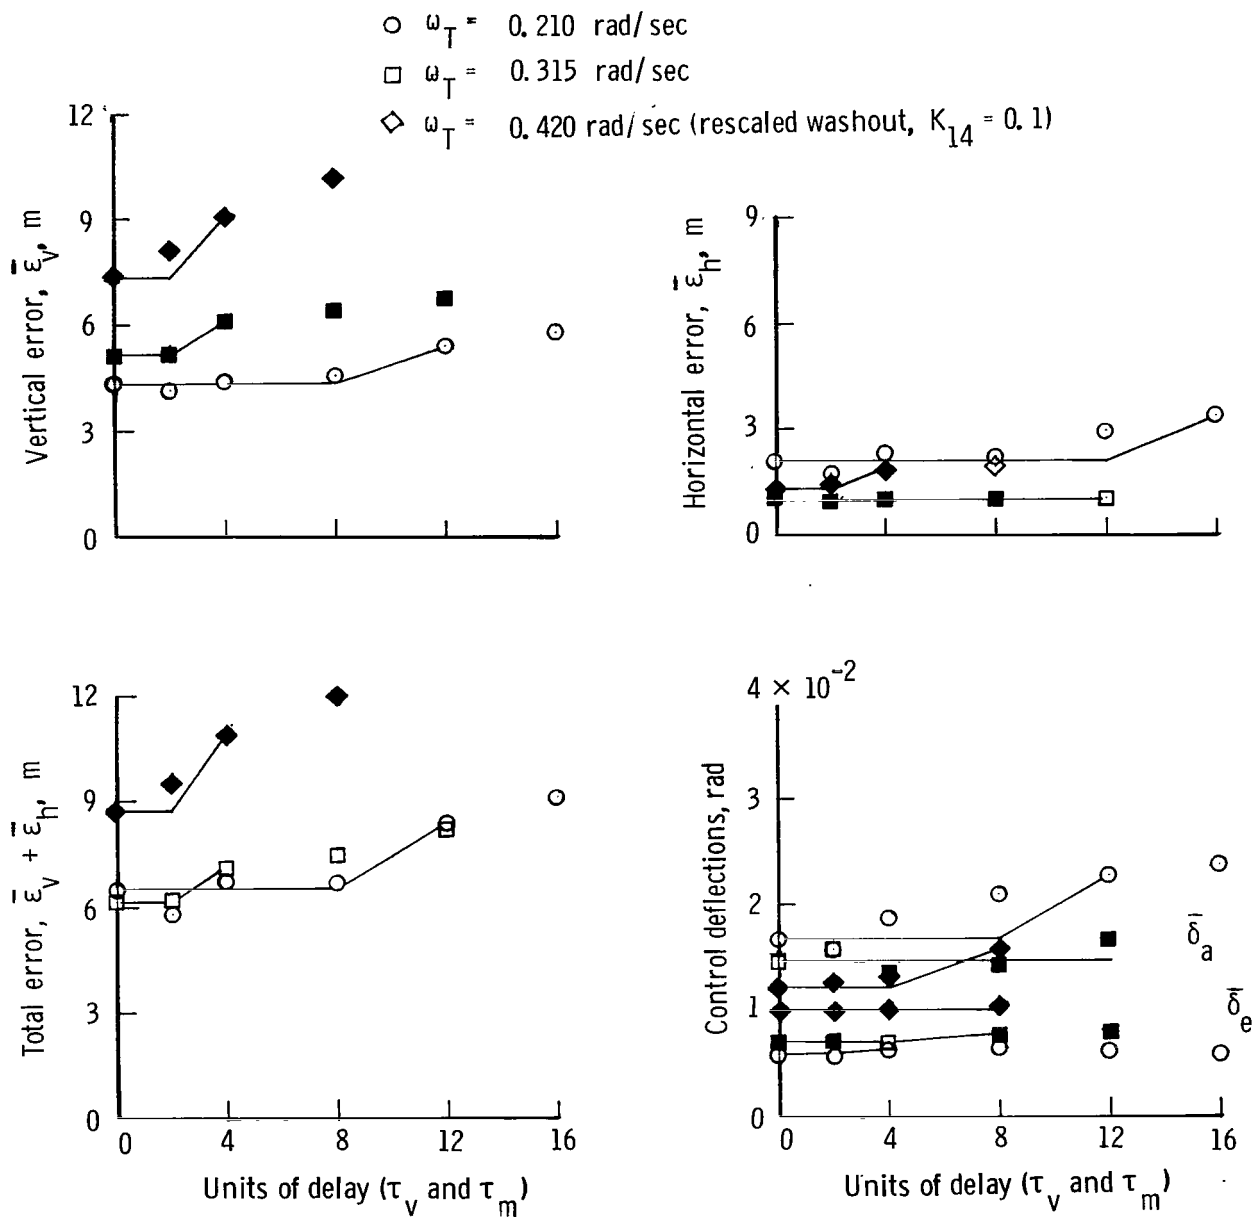 ○ ω_T = 0.210 rad/sec
□ ω_T = 0.315 rad/sec
◇ ω_T = 0.420 rad/sec (rescaled washout, K_14 = 0.1)
Vertical error, ε̄_v, m
12
9
6
3
0
Horizontal error, ε̄_h, m
9
6
3
0
Total error, ε̄_v + ε̄_h, m
12
9
6
3
0
0 4 8 12 16
Units of delay (τ_v and τ_m)
Control deflections, rad
4 × 10^-2
3
2
1
0
δ̄_a
δ̄_e
0 4 8 12 16
Units of delay (τ_v and τ_m)